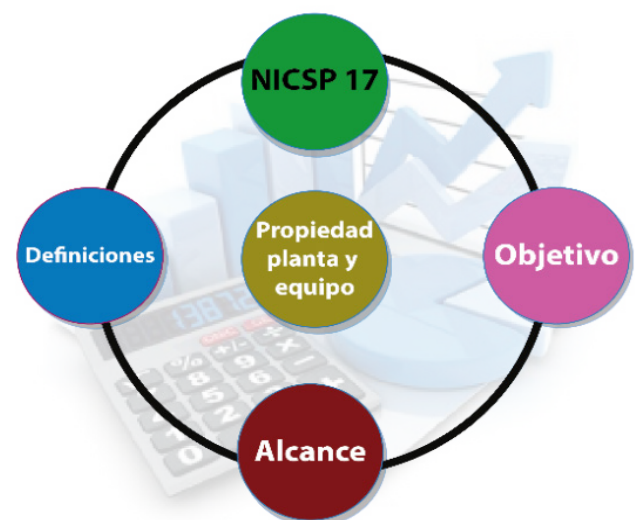 NICSP 17
Definiciones
Propiedad
planta y
equipo
Objetivo
Alcance